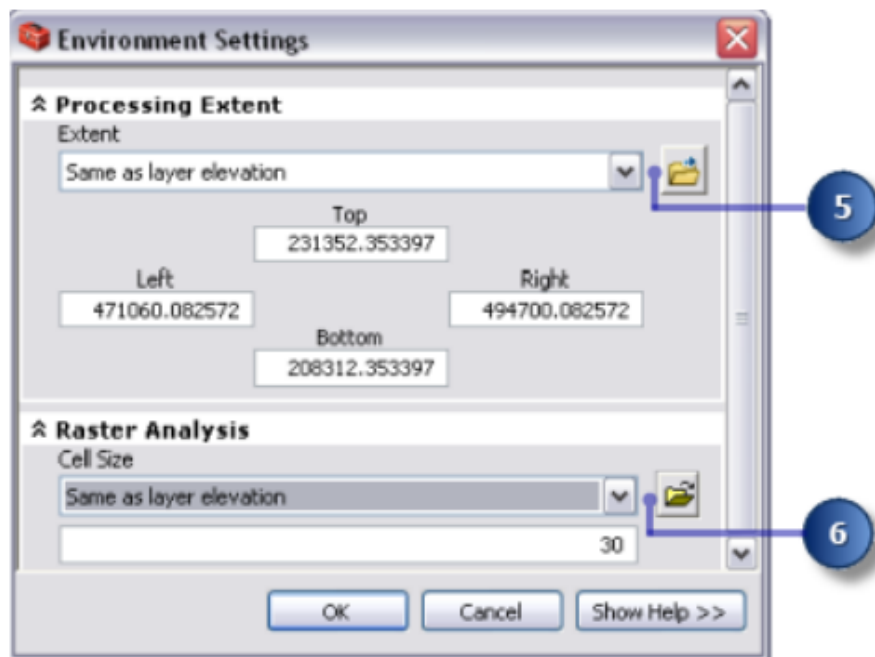 Environment Settings
Processing Extent
Extent
Same as layer elevation
5
Top
231352.353397
Left
Right
471060.082572
494700.082572
Bottom
208312.353397
Raster Analysis
Cell Size
Same as layer elevation
6
30
OK
Cancel
Show Help >>